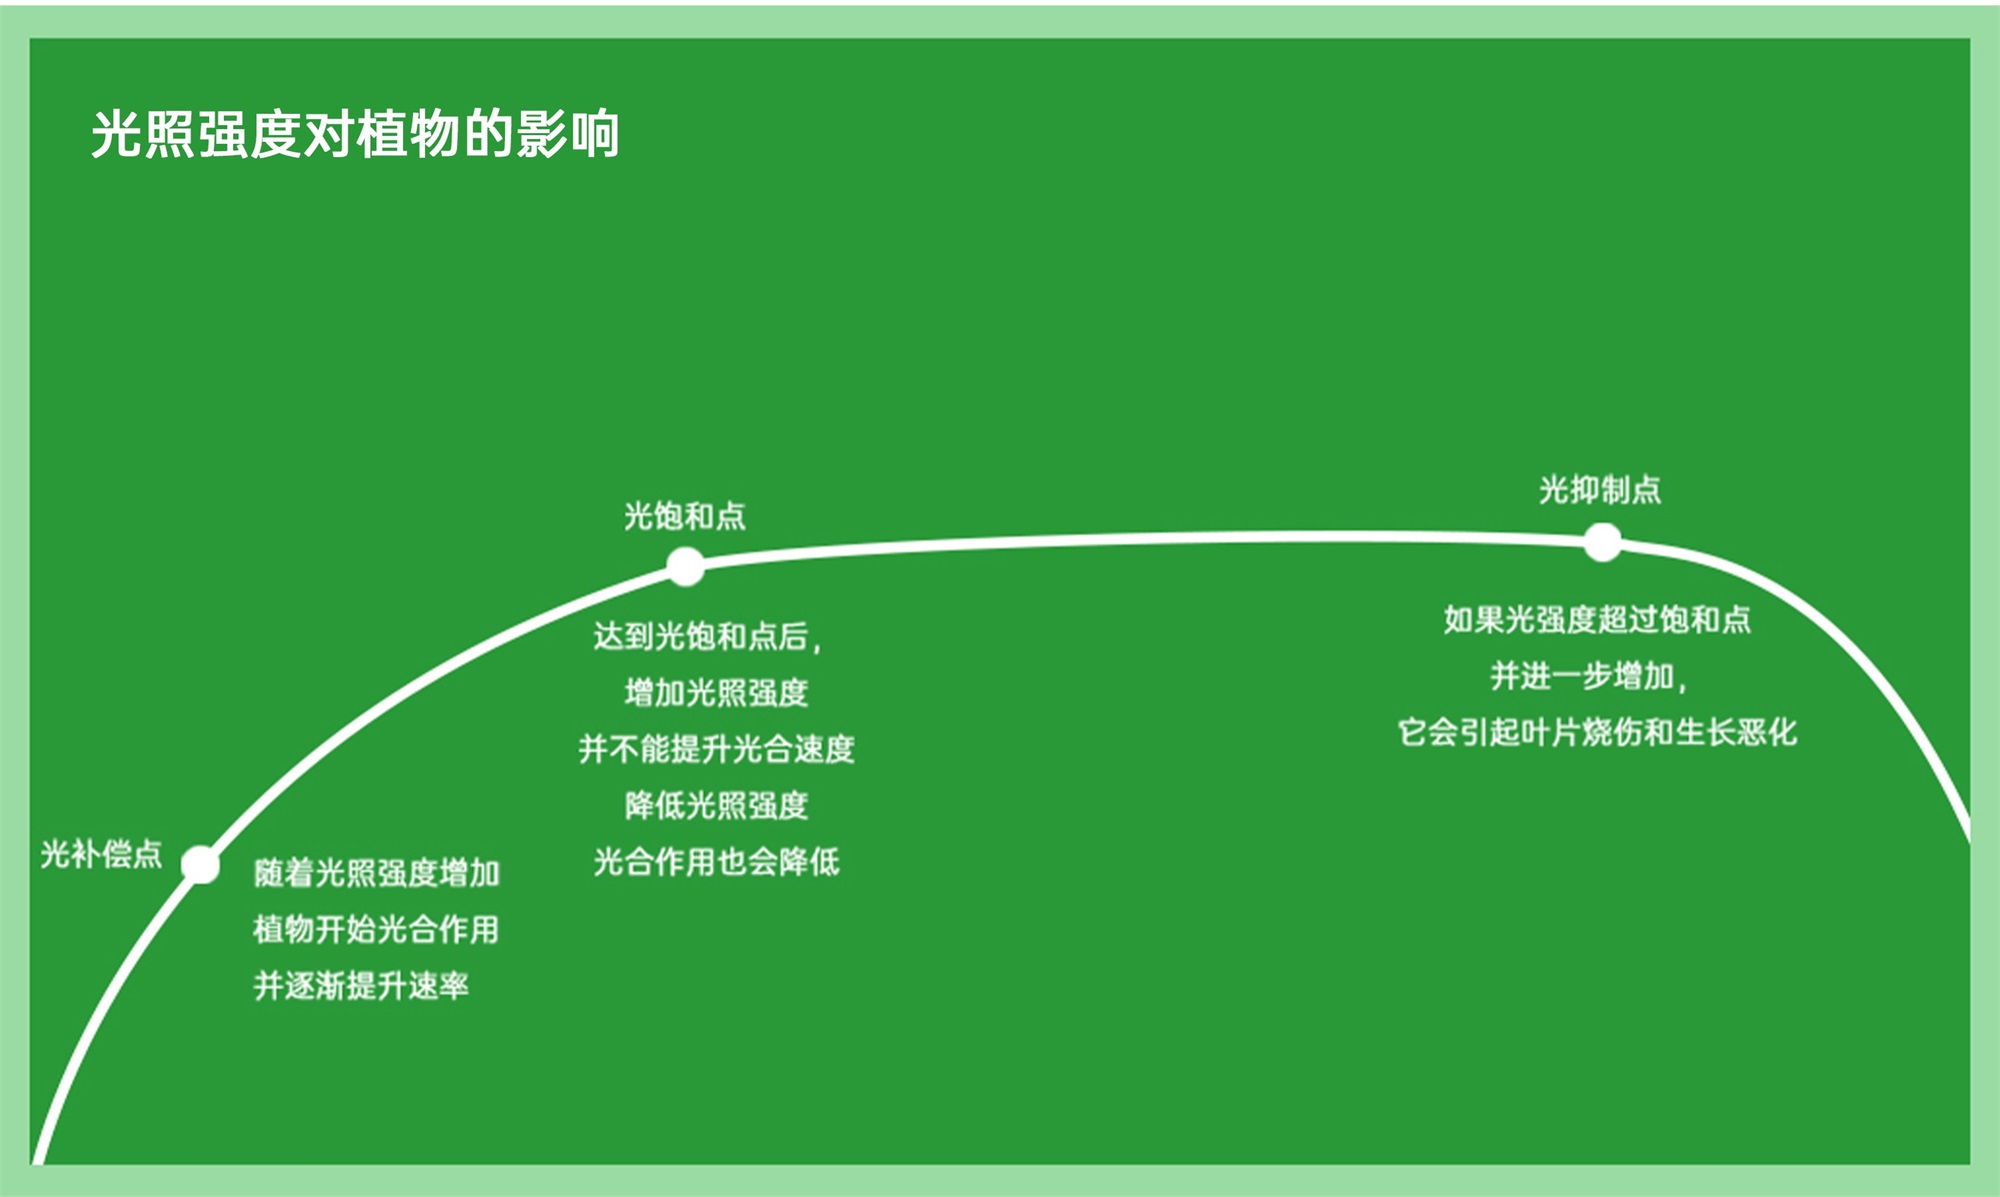 光照强度对植物的影响
光补偿点
随着光照强度增加
植物开始光合作用
并逐渐提升速率
光饱和点
达到光饱和点后，
增加光照强度
并不能提升光合速度
降低光照强度
光合作用也会降低
光抑制点
如果光强度超过饱和点
并进一步增加，
它会引起叶片烧伤和生长恶化